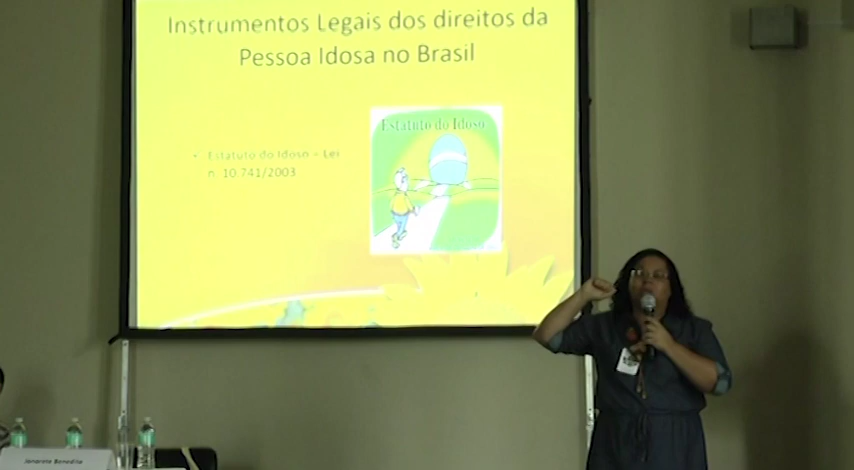 Instrumentos Legais dos direitos da
Pessoa Idosa no Brasil
Estatuto do Idoso
• Estatuto do Idoso – Lei
n. 10.741/2003